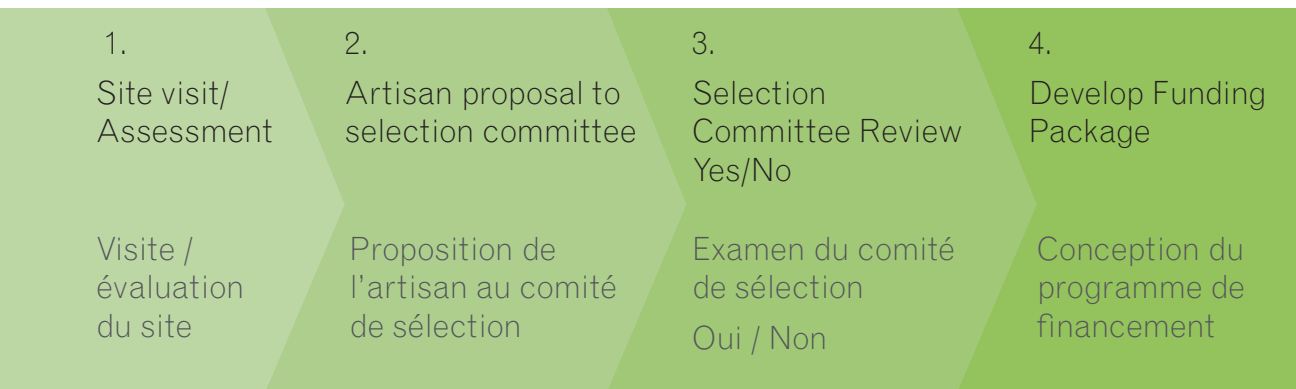 1.
Site visit/
Assessment
Visite /
évaluation
du site
2.
Artisan proposal to
selection committee
Proposition de
l’artisan au comité
de sélection
3.
Selection
Committee Review
Yes/No
Examen du comité
de sélection
Oui / Non
4.
Develop Funding
Package
Conception du
programme de
financement